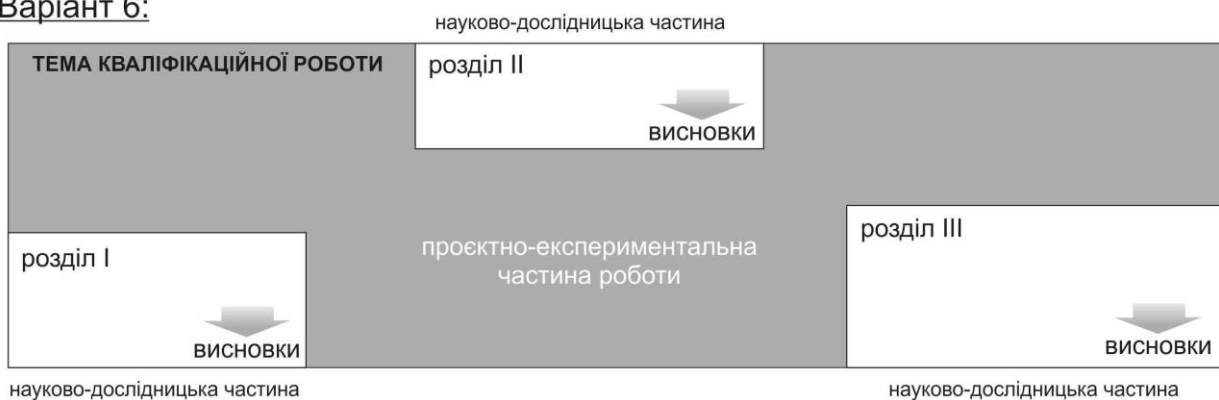 Варіант 6:
науково-дослідницька частина
ТЕМА КВАЛІФІКАЦІЙНОЇ РОБОТИ
розділ II
ВИСНОВКИ
розділ I
проєктно-експериментальна
частина роботи
розділ III
ВИСНОВКИ
ВИСНОВКИ
науково-дослідницька частина
науково-дослідницька частина